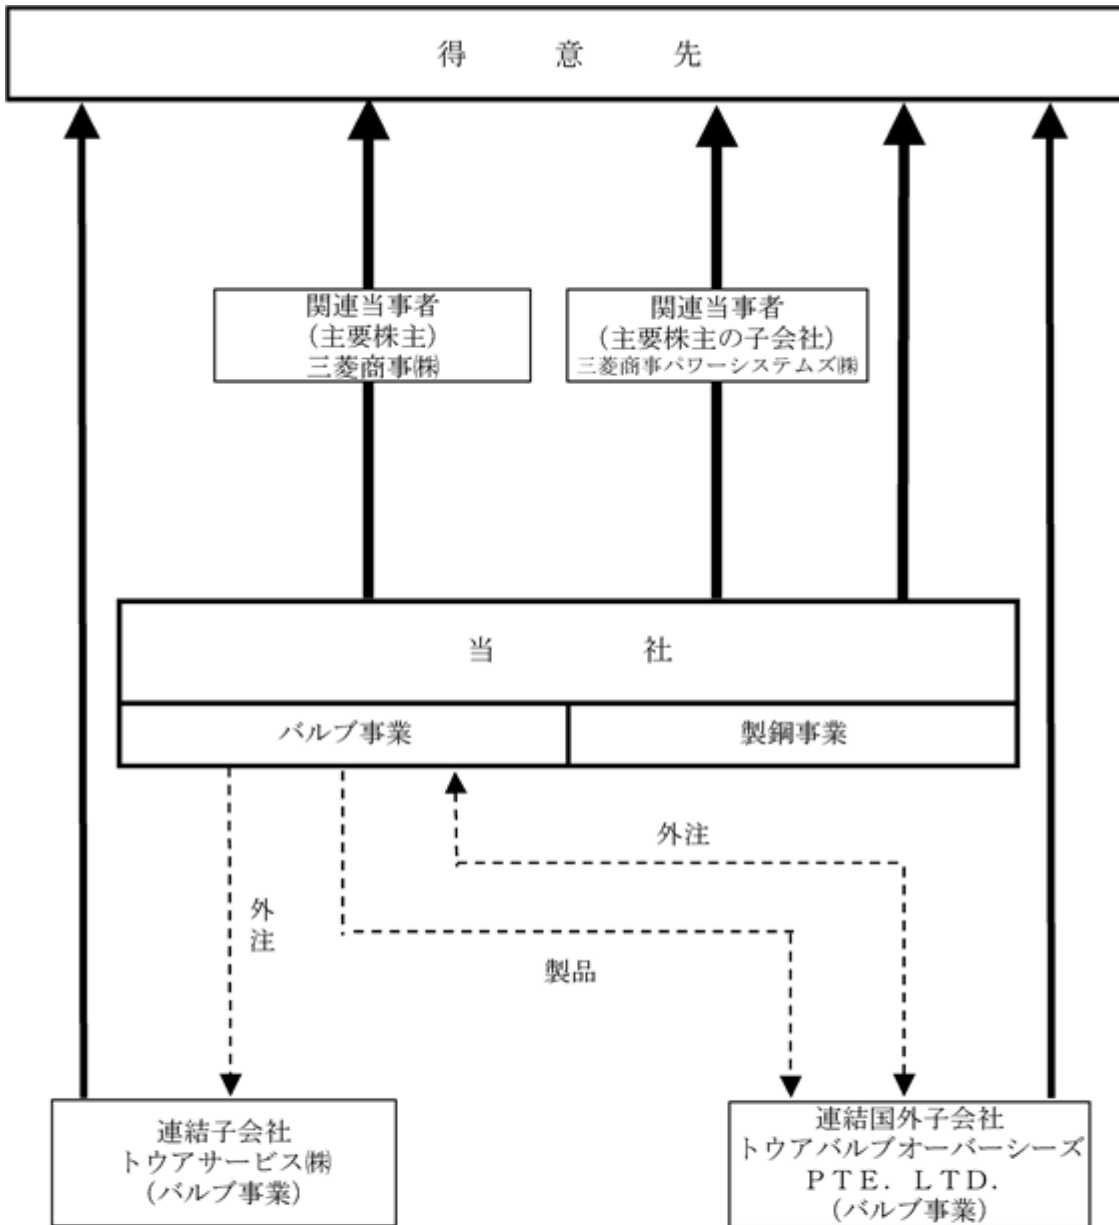 得意先
関連当事者
（主要株主）
三菱商事㈱
関連当事者
（主要株主の子会社）
三菱商事パワーシステムズ㈱
当社
バルブ事業
製鋼事業
外注
外注
製品
連結子会社
トウアサービス㈱
（バルブ事業）
連結国外子会社
トウアバルブオーバーシーズ
ＰＴＥ．ＬＴＤ．
（バルブ事業）